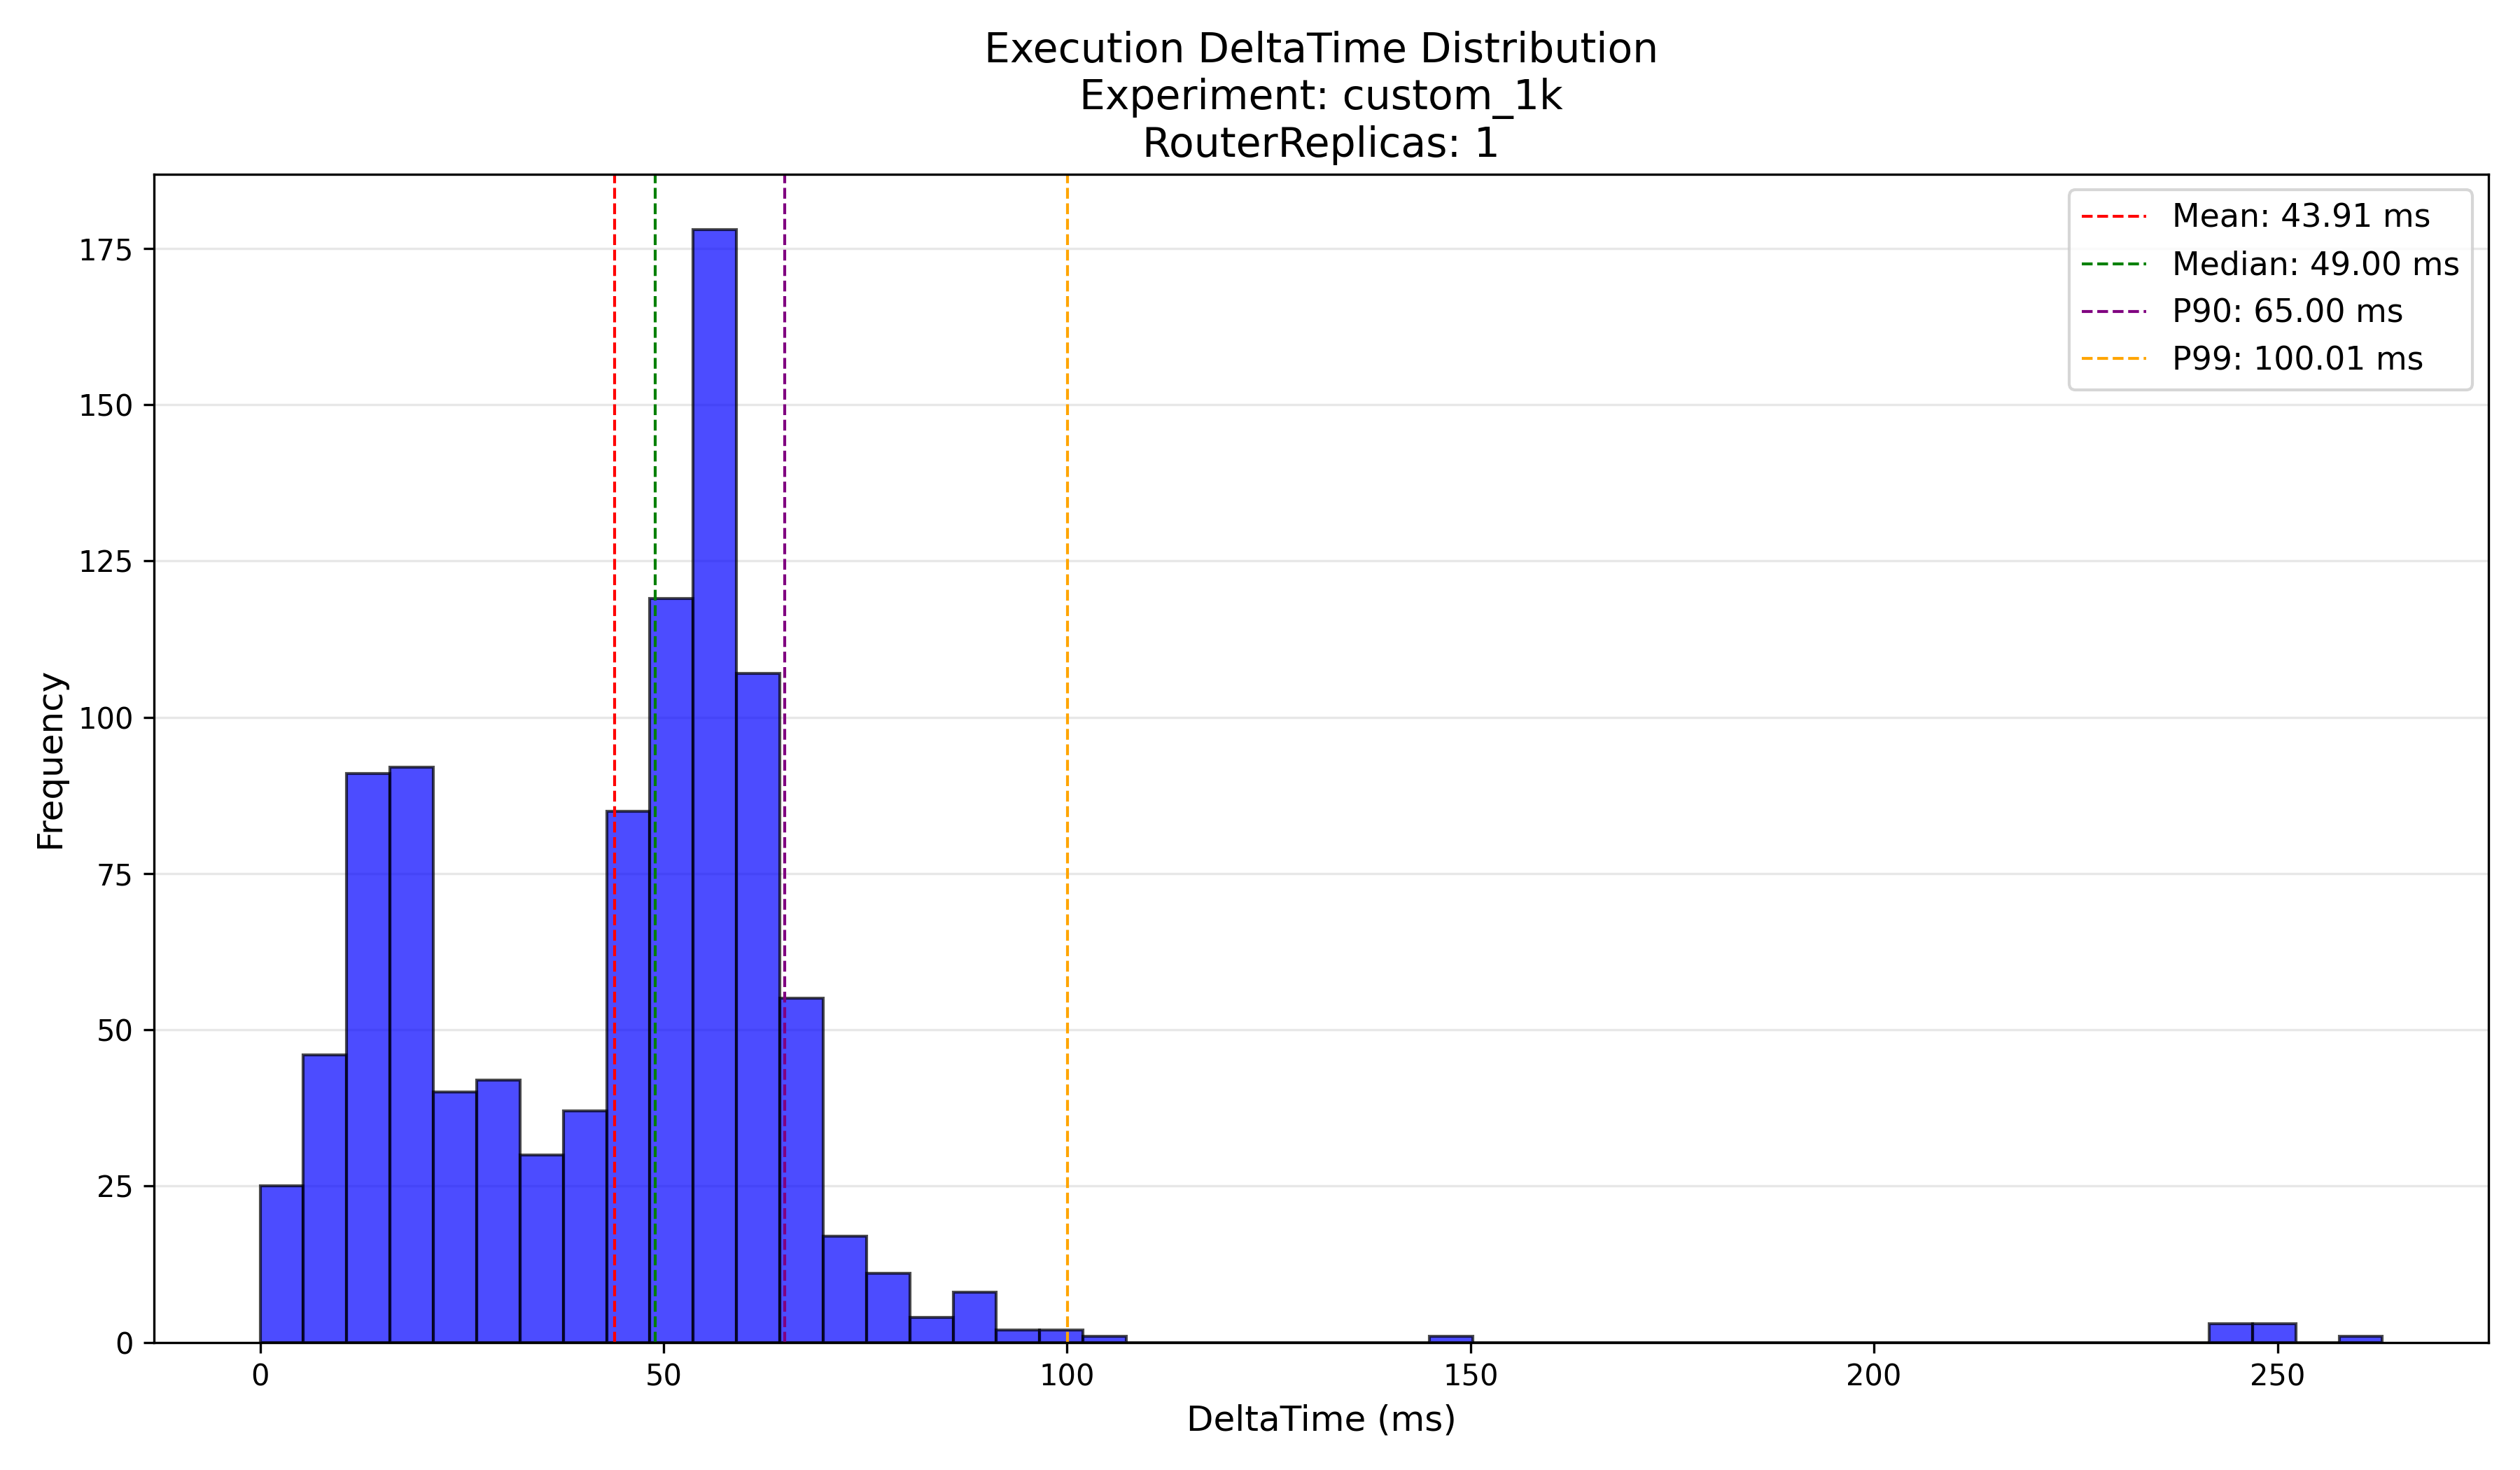 Execution DeltaTime Distribution
Experiment: custom_1k
RouterReplicas: 1
Mean: 43.91 ms
Median: 49.00 ms
P90: 65.00 ms
P99: 100.01 ms
Frequency
175
150
125
100
75
50
25
0
0 50 100 150 200 250
DeltaTime (ms)